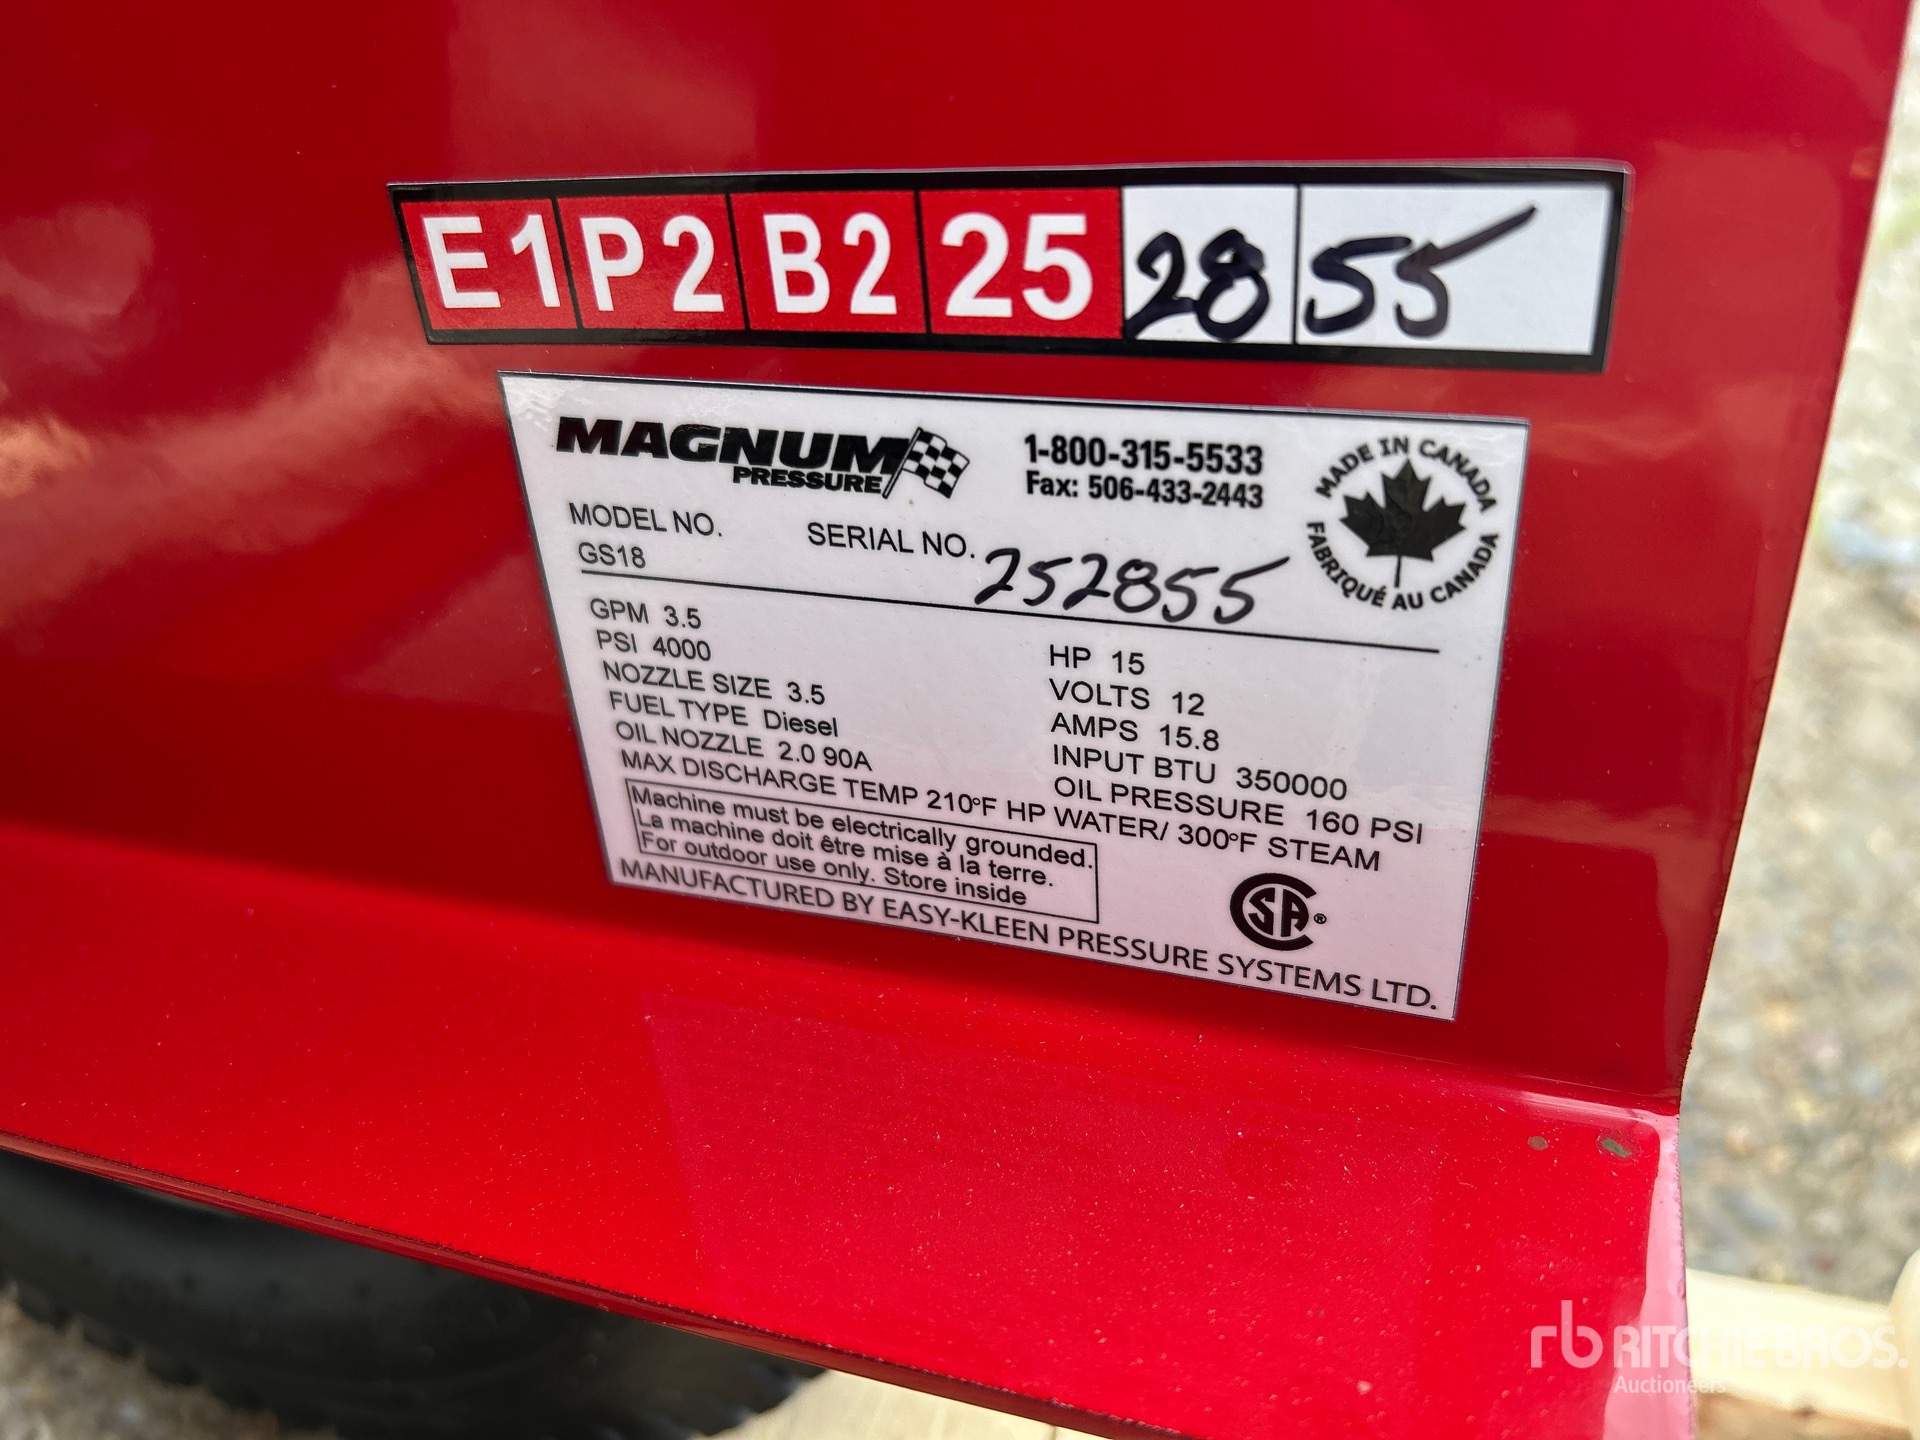 E1 P2 B2 25 28 55
MAGNUM
PRESSURE
1-800-315-5533
Fax: 506-433-2443
MADE IN CANADA
FABRIQUÉ AU CANADA
MODEL NO.
GS18
SERIAL NO. 252855
GPM 3.5
PSI 4000
NOZZLE SIZE 3.5
FUEL TYPE Diesel
OIL NOZZLE 2.0 90A
HP 15
VOLTS 12
AMPS 15.8
INPUT BTU 350000
OIL PRESSURE 160 PSI
MAX DISCHARGE TEMP 210°F HP WATER/ 300°F STEAM
Machine must be electrically grounded.
La machine doit être mise à la terre.
For outdoor use only. Store inside
MANUFACTURED BY EASY-KLEEN PRESSURE SYSTEMS LTD.
CSA®
rb RITCHIE BROS.
Auctioneers